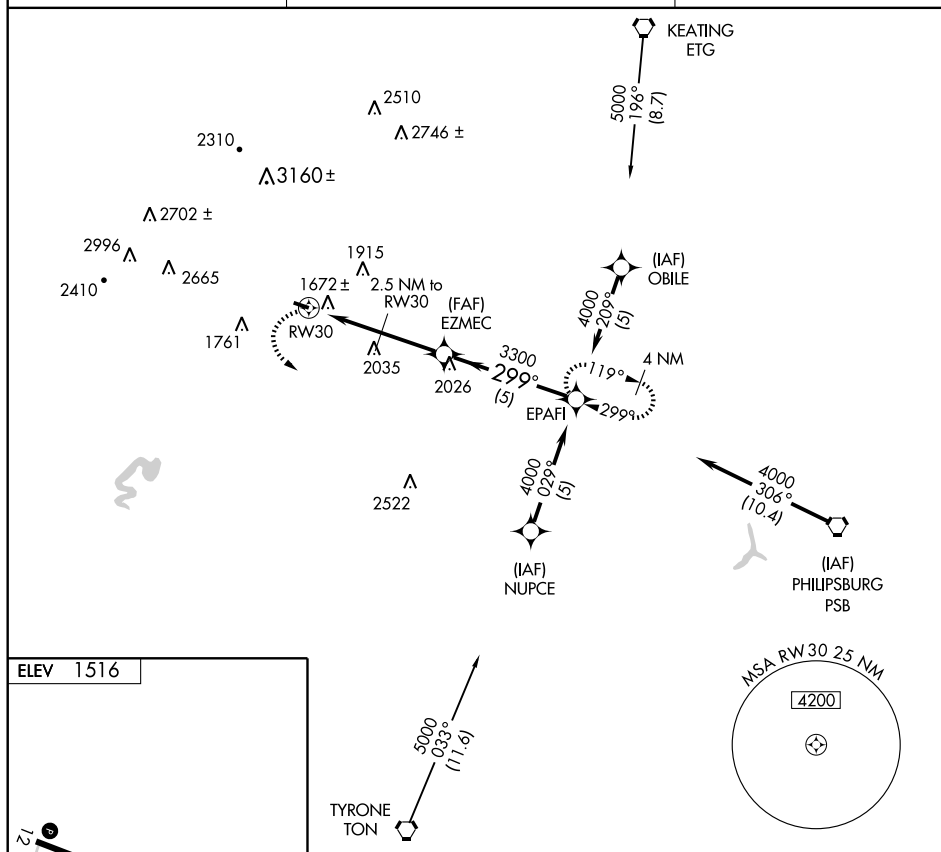 KEATING
ETG
5000
196°
(8.7)
2510
2746 ±
2310
3160 ±
2702 ±
2996
2665
2410
1915
1672 ±
2.5 NM to
RW30
RW30
1761
2035
(FAF)
EZMEC
2026
(IAF)
OBILE
4000
209°
(5)
3300
299°
(5)
119°
4 NM
299°
EPAFI
4000
029°
(5)
2522
(IAF)
NUPCE
4000
306°
(10.4)
(IAF)
PHILIPSBURG
PSB
ELEV 1516
MSA RW30 25 NM
4200
5000
033°
(11.6)
TYRONE
TON
P
12